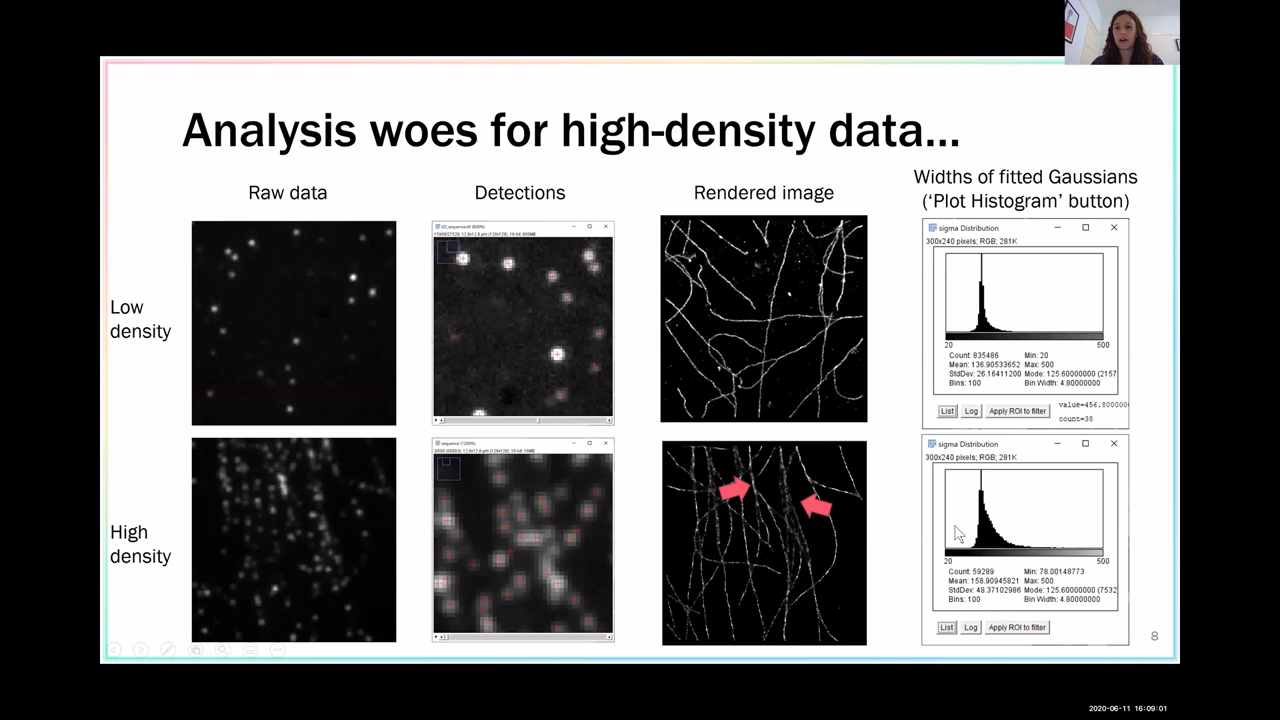 Analysis woes for high-density data...
Raw data
Detections
Rendered image
Widths of fitted Gaussians
('Plot Histogram' button)
Low
density
sigma Distribution
300x240 pixels; RGB; 281K
20
500
Count: 835486
Min: 20
Mean: 136.90533652
Max: 500
StdDev: 26.16411200
Mode: 125.60000000 (2157
Bins: 100
Bin Width: 4.80000000
List
Log
Apply ROI to filter
value=456.800000
count=38
High
density
sigma Distribution
300x240 pixels; RGB; 281K
20
500
Count: 59289
Min: 78.00148773
Mean: 158.90945821
Max: 500
StdDev: 48.37102986
Mode: 125.60000000 (7532
Bins: 100
Bin Width: 4.80000000
List
Log
Apply ROI to filter
8
2020-06-11 16:09:01